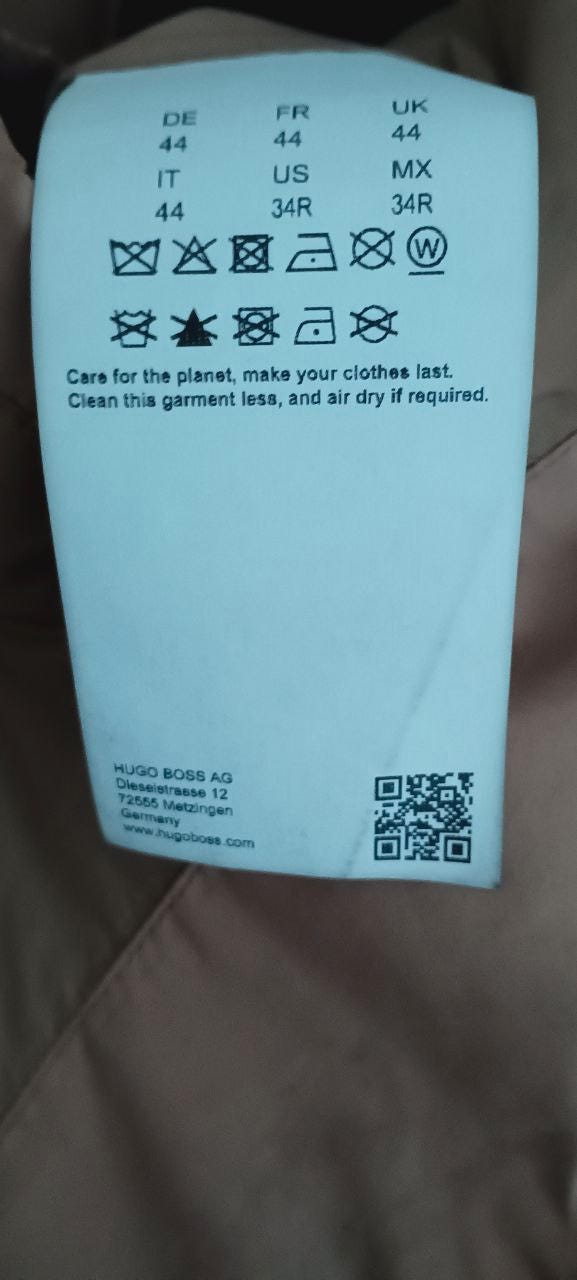 DE FR UK
44 44 44
IT US MX
44 34R 34R
W
Care for the planet, make your clothes last.
Clean this garment less, and air dry if required.
HUGO BOSS AG
Dieselstrasse 12
72555 Metzingen
Germany
www.hugoboss.com